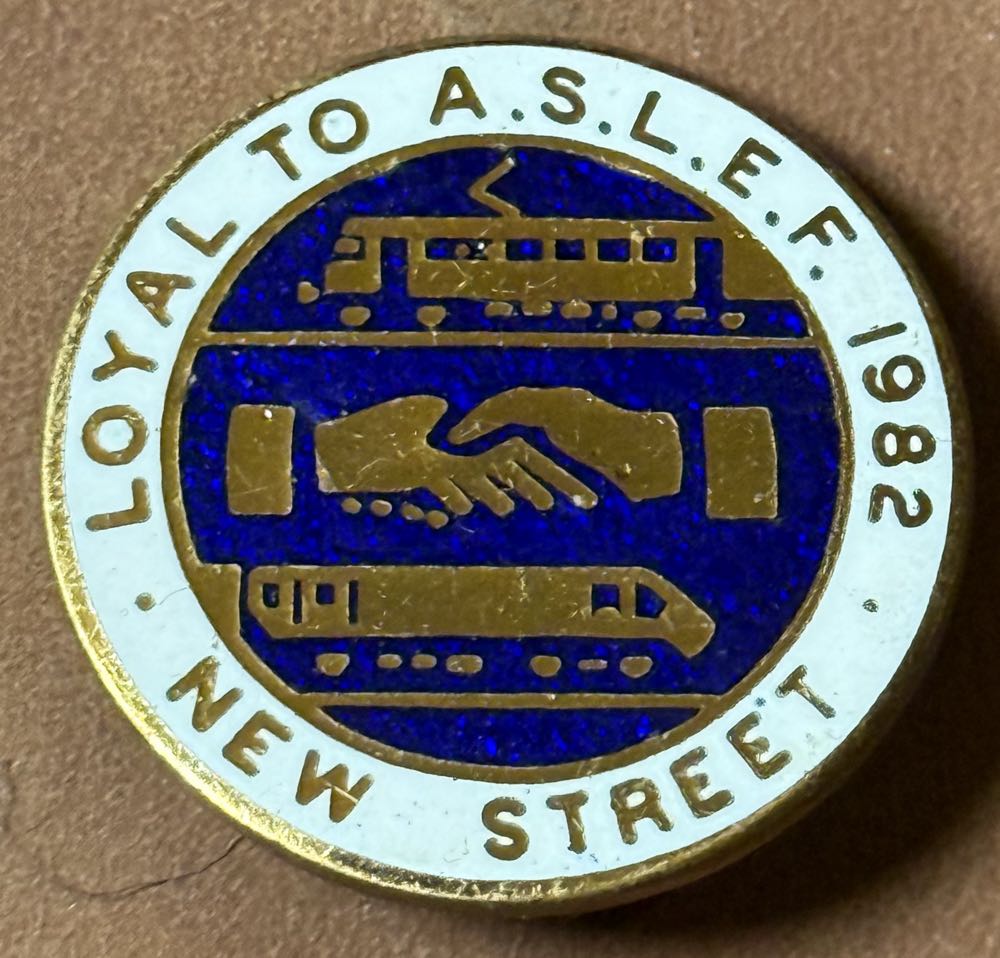 LOYAL TO A.S.L.E.F. 1982
· NEW STREET ·